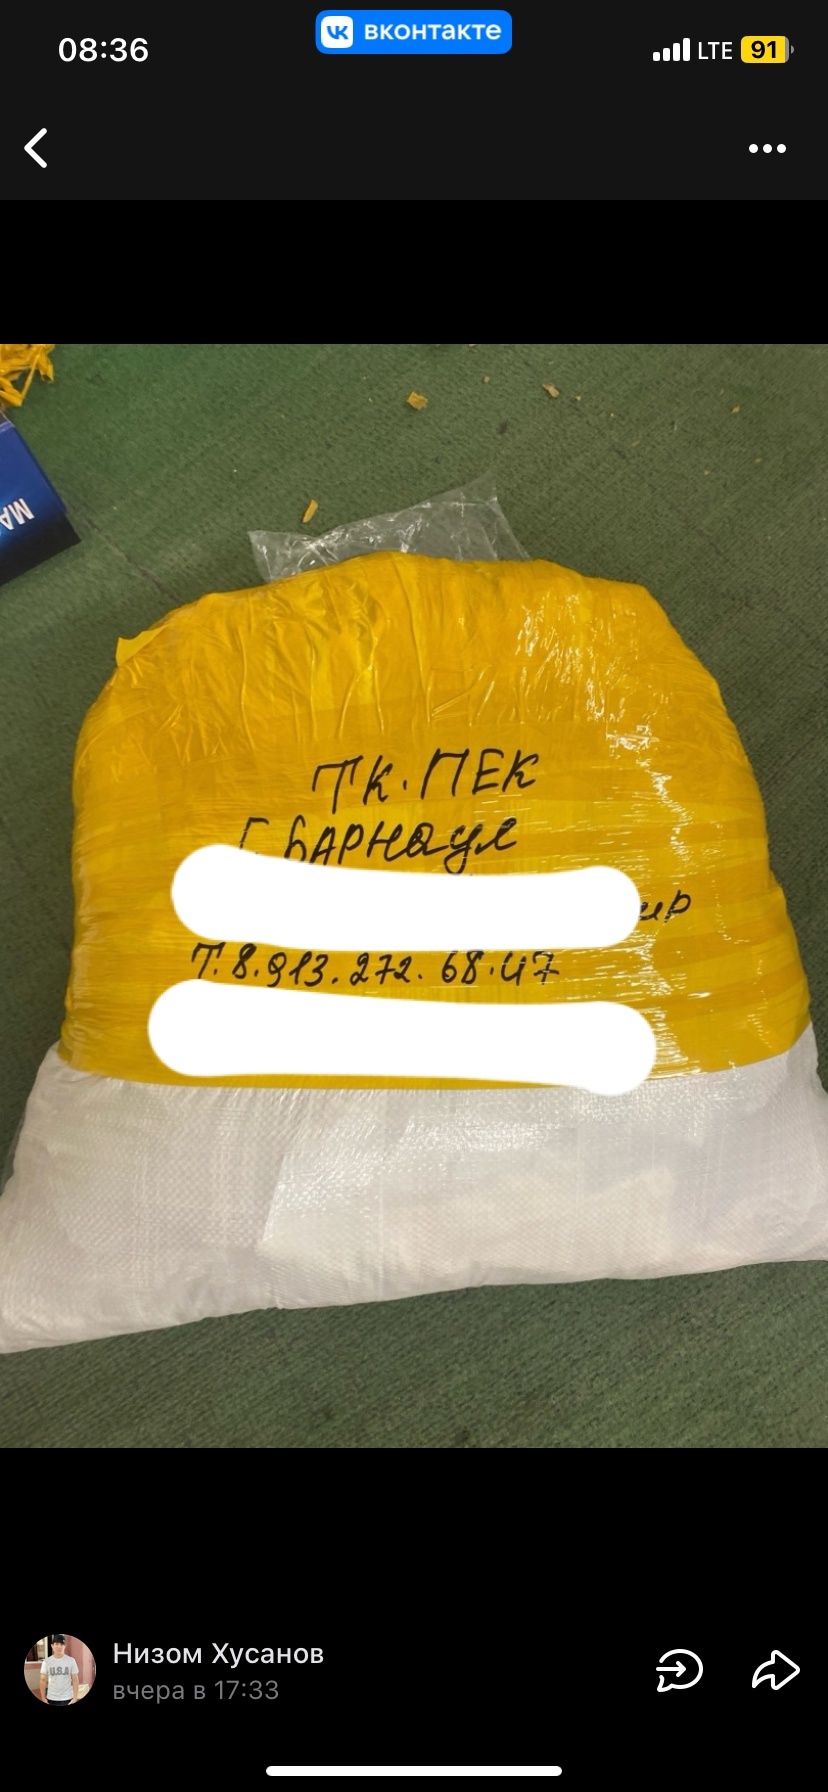 08:36
вконтакте
LTE
91
МА
ТК. ПЕК
Г БАРНаул
ир
Т. 8.913.272.68.47
U.S.A
Низом Хусанов
вчера в 17:33